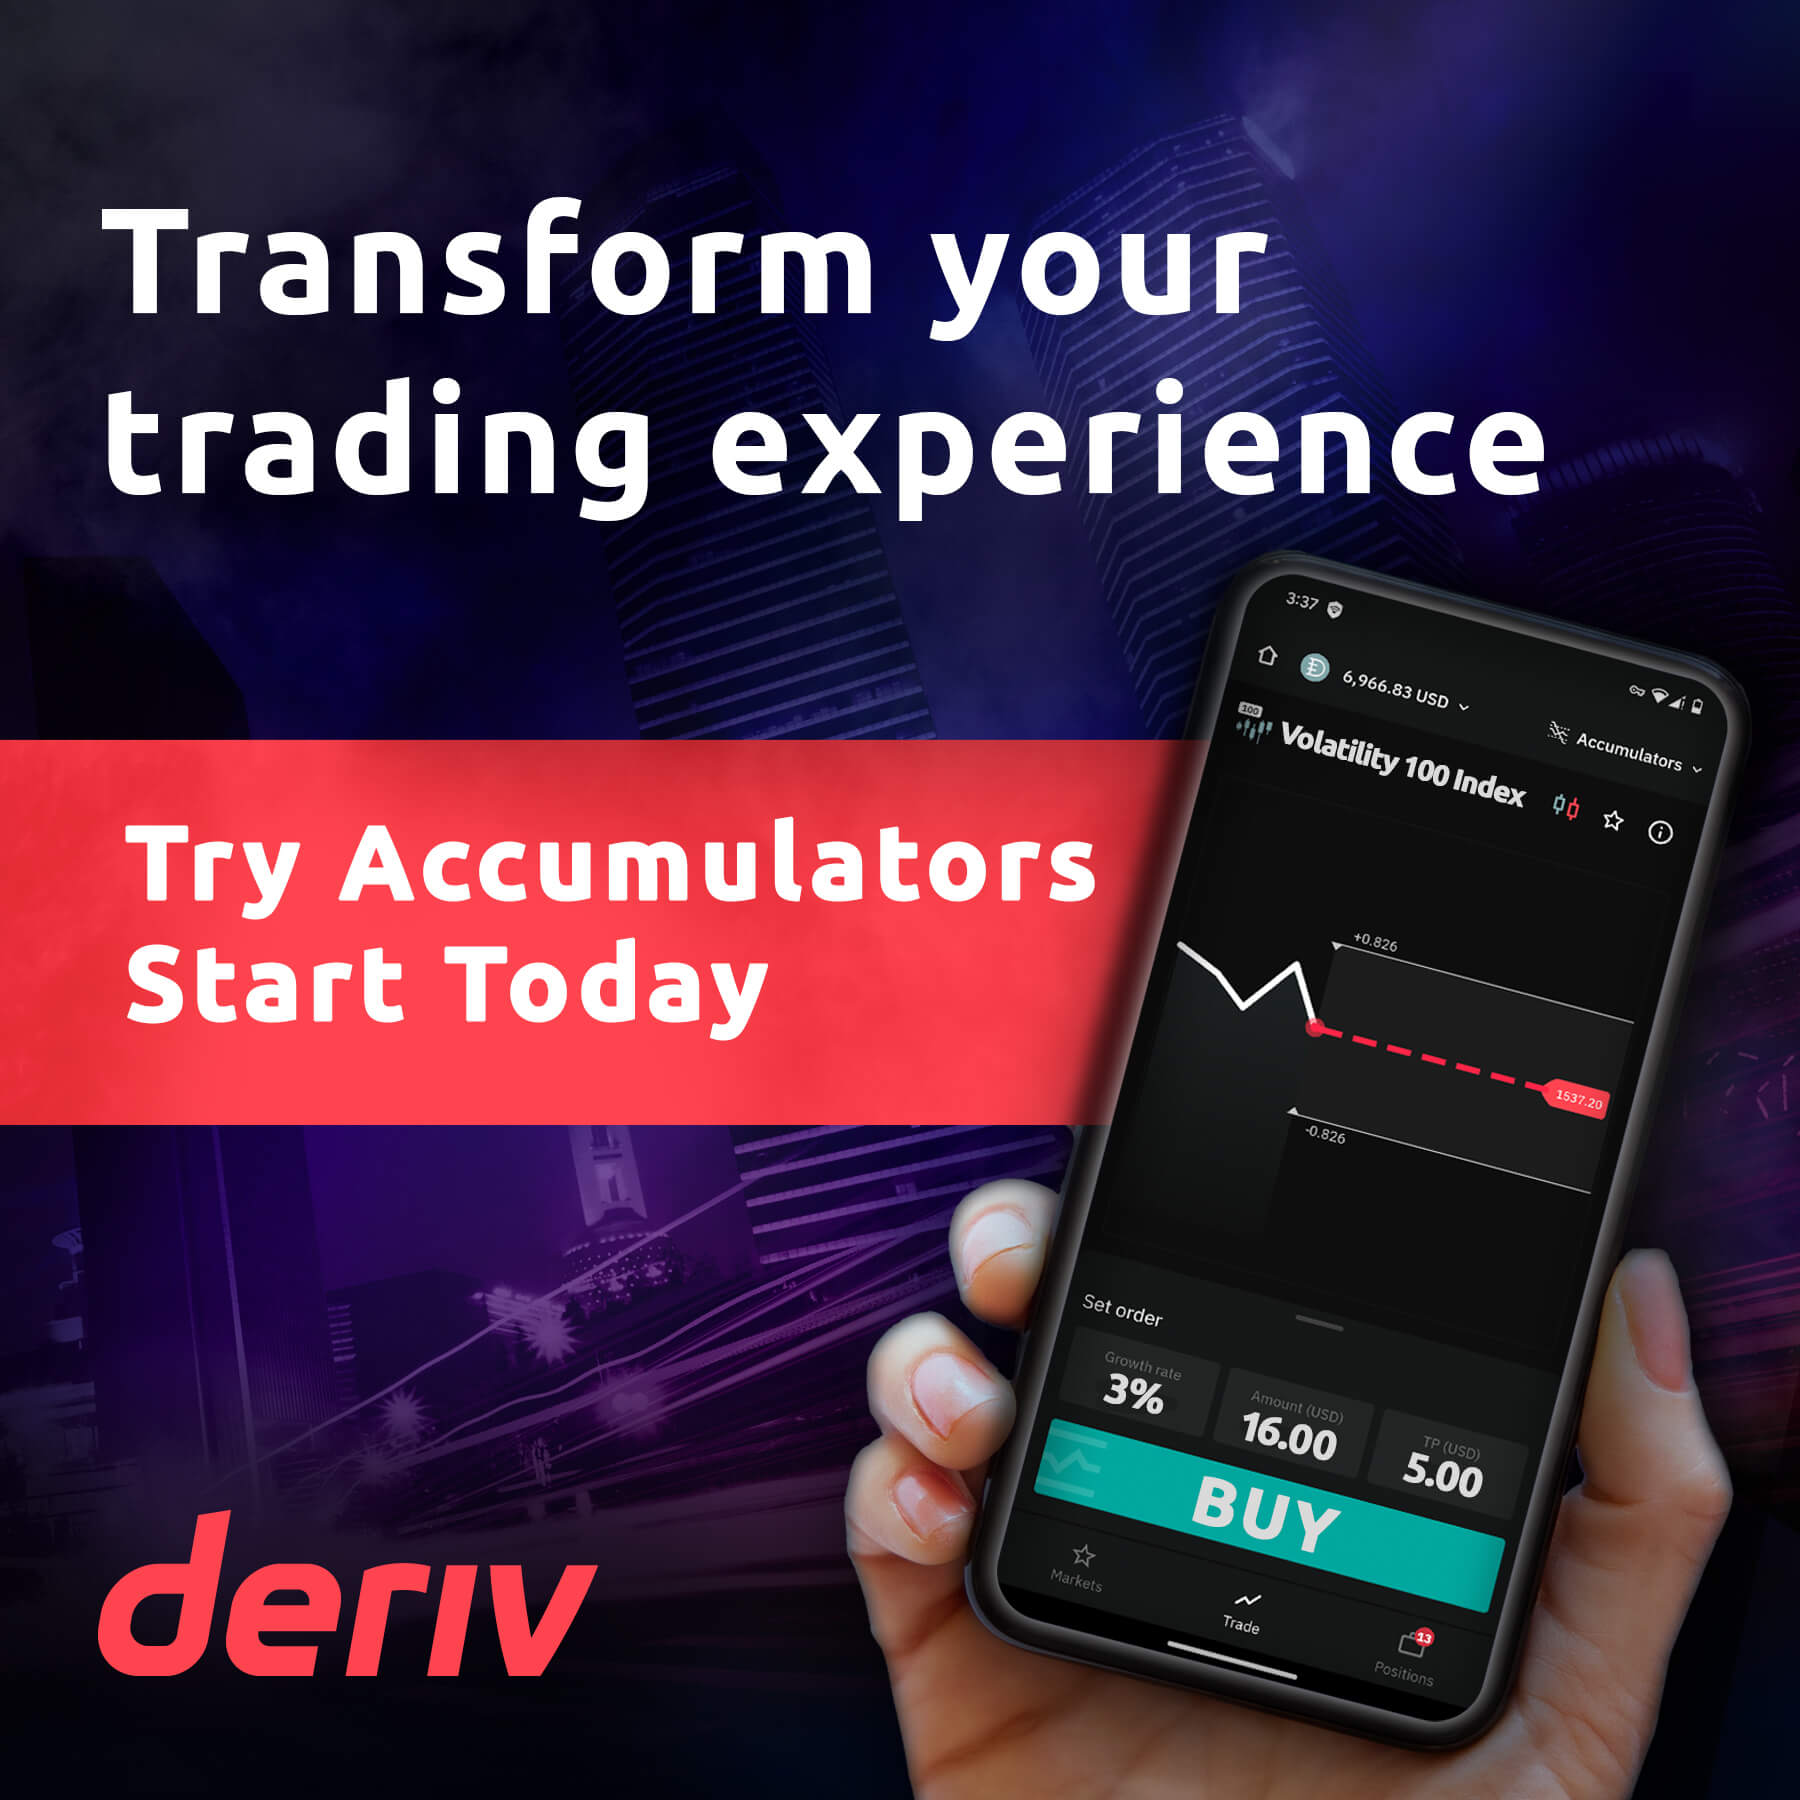 Transform your
trading experience
Try Accumulators
Start Today
3:37
6,966.83 USD
Accumulators
100
Volatility 100 Index
+0.826
1537.20
-0.826
Set order
Growth rate
3%
Amount (USD)
16.00
TP (USD)
5.00
BUY
Markets
Trade
13
Positions
deriv